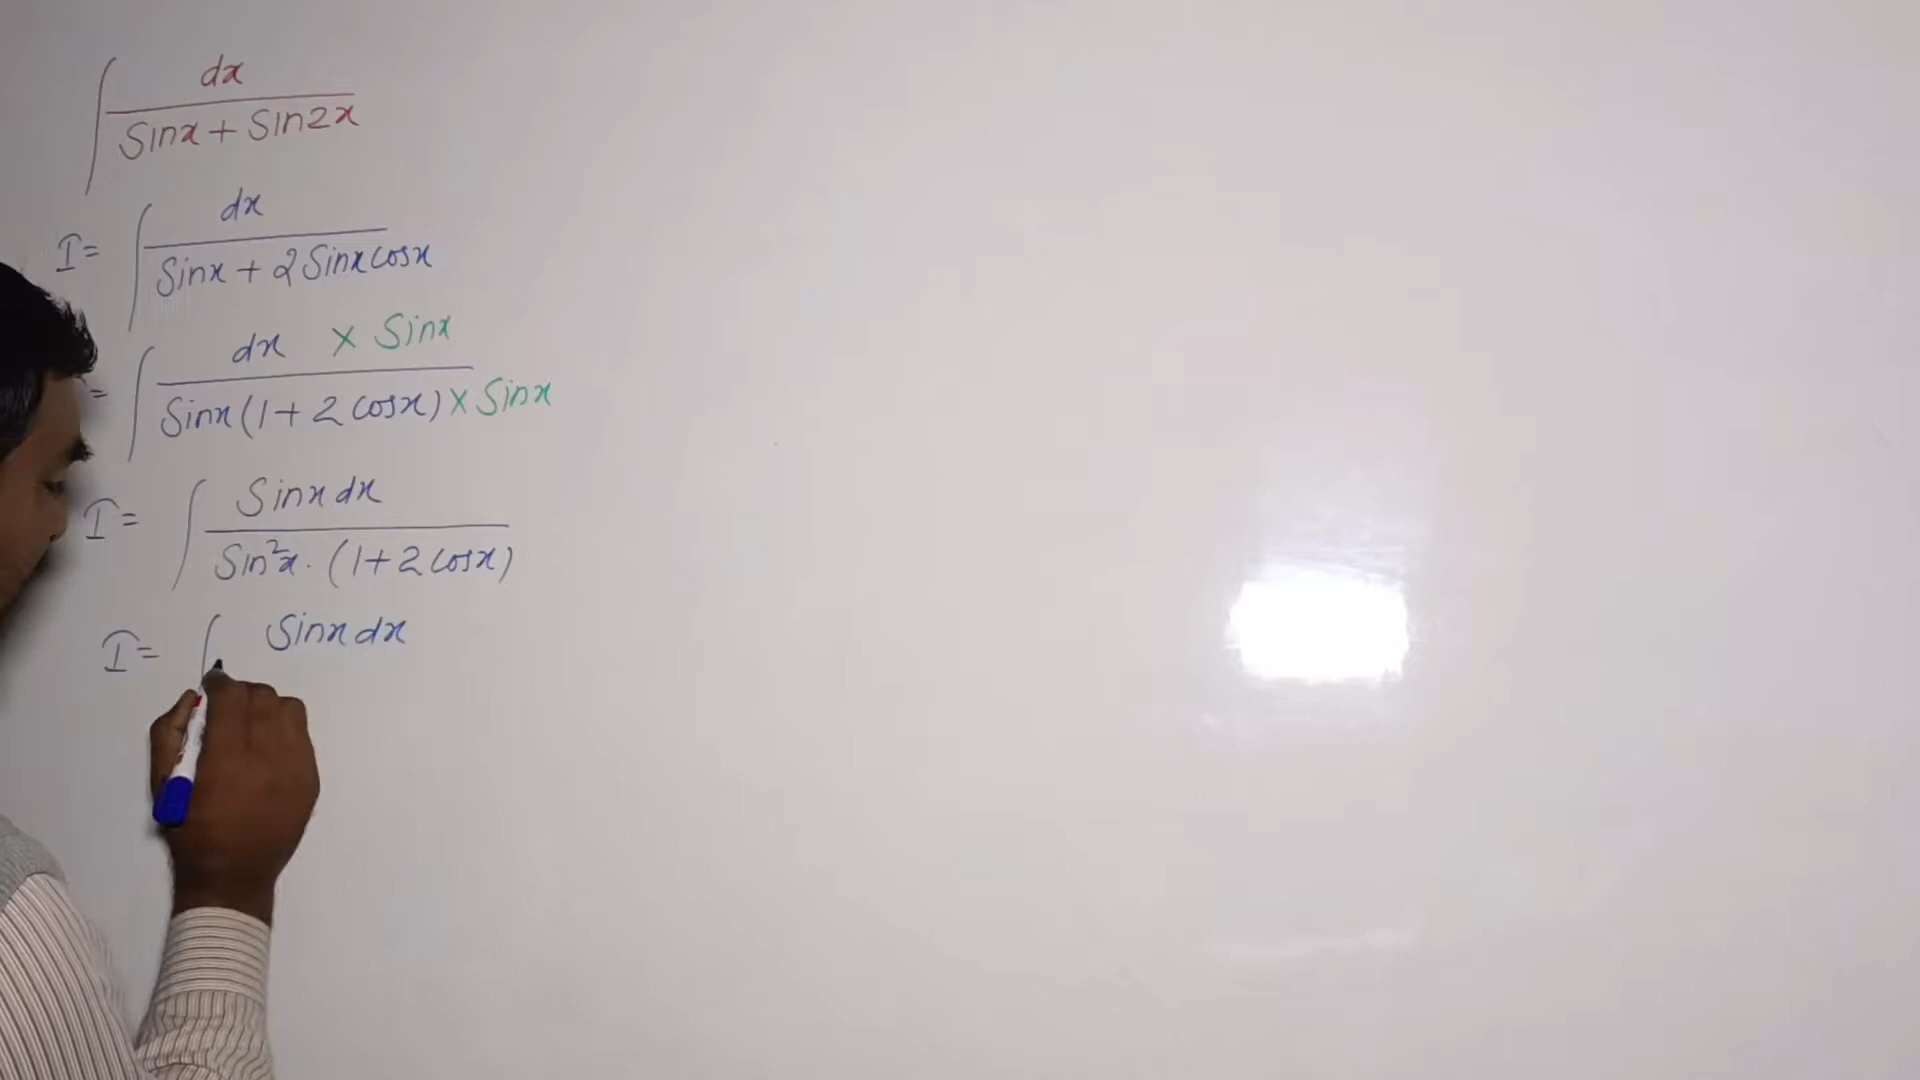 ∫ dx
Sinx + Sin2x
I = ∫ dx
Sinx + 2 Sinx cosx
= ∫ dx × Sinx
Sinx (1 + 2 cosx) × Sinx
I = ∫ Sinx dx
Sin²x . (1 + 2 cosx)
I = ∫ Sinx dx